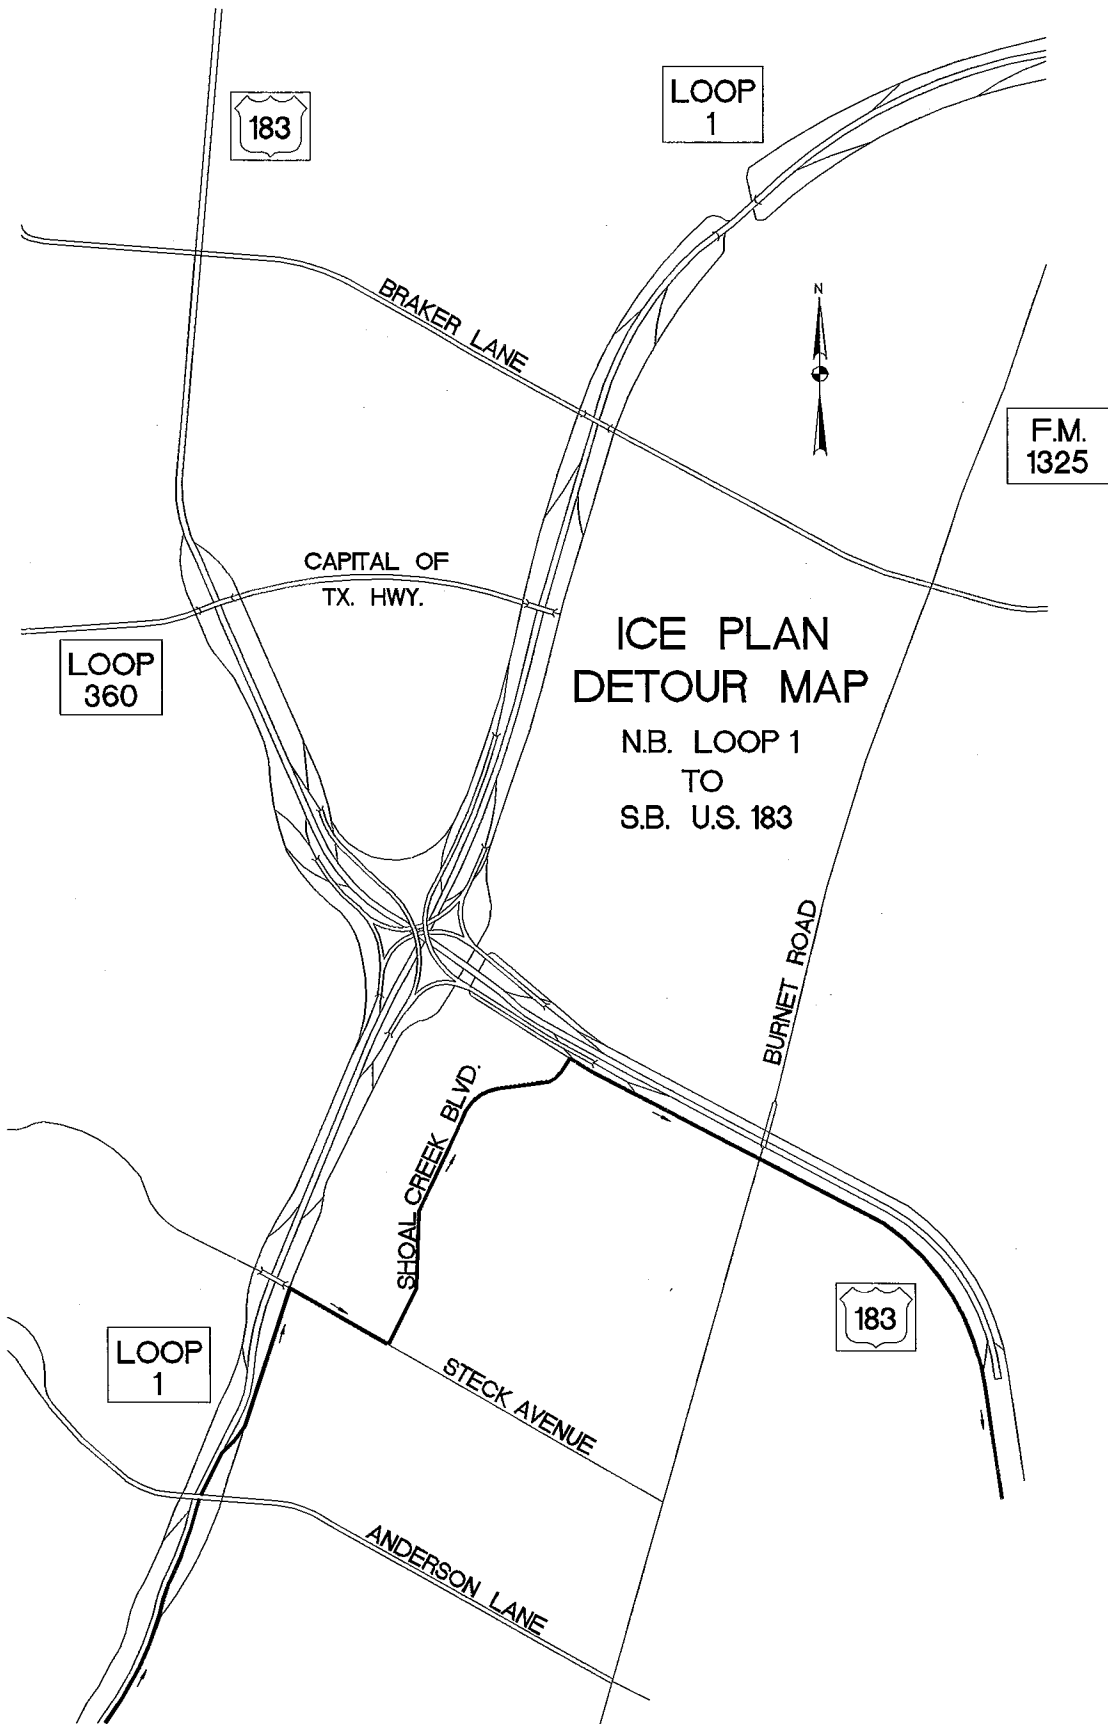 183
LOOP
1
BRAKER LANE
N
F.M.
1325
CAPITAL OF
TX. HWY.
LOOP
360
ICE PLAN
DETOUR MAP
N.B. LOOP 1
TO
S.B. U.S. 183
BURNET ROAD
SHOAL CREEK BLVD.
183
LOOP
1
STECK AVENUE
ANDERSON LANE